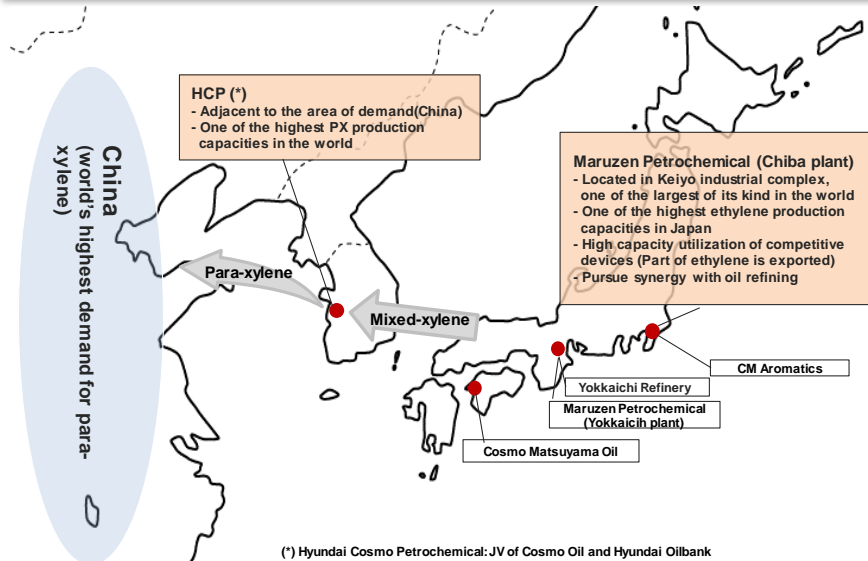 HCP (*)
- Adjacent to the area of demand(China)
- One of the highest PX production
capacities in the world
Maruzen Petrochemical (Chiba plant)
- Located in Keiyo industrial complex,
one of the largest of its kind in the world
- One of the highest ethylene production
capacities in Japan
- High capacity utilization of competitive
devices (Part of ethylene is exported)
- Pursue synergy with oil refining
China
(world's highest demand for para-
xylene)
Para-xylene
Mixed-xylene
CM Aromatics
Yokkaichi Refinery
Maruzen Petrochemical
(Yokkaicih plant)
Cosmo Matsuyama Oil
(*) Hyundai Cosmo Petrochemical: JV of Cosmo Oil and Hyundai Oilbank